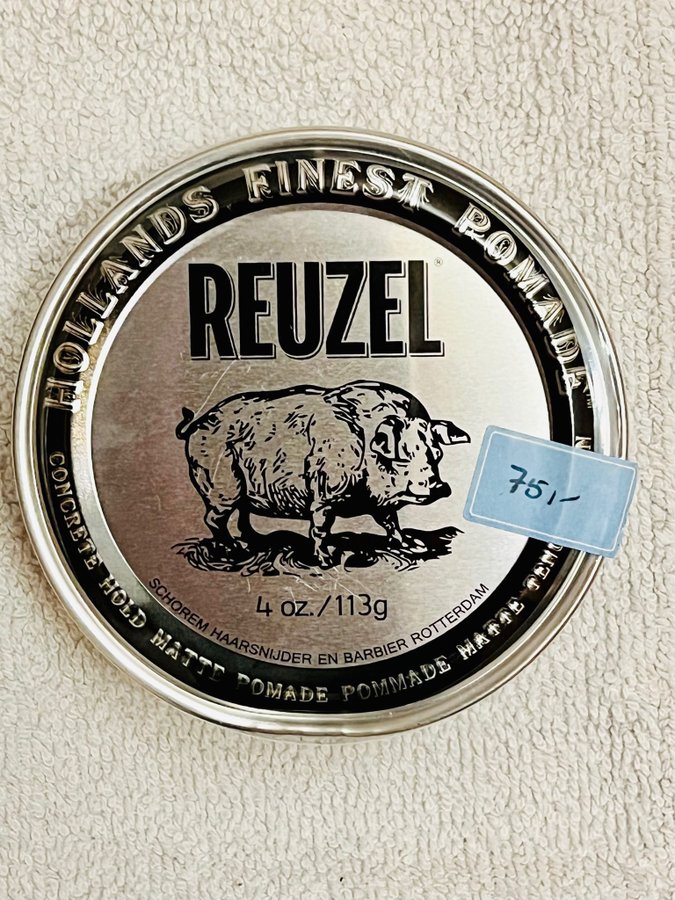 HOLLANDS FINEST POMADE
REUZEL®
75,-
4 oz./113g
SCHOREM HAARSNIJDER EN BARBIER ROTTERDAM
CONCRETE HOLD MATTE POMADE POMMADE MATTE